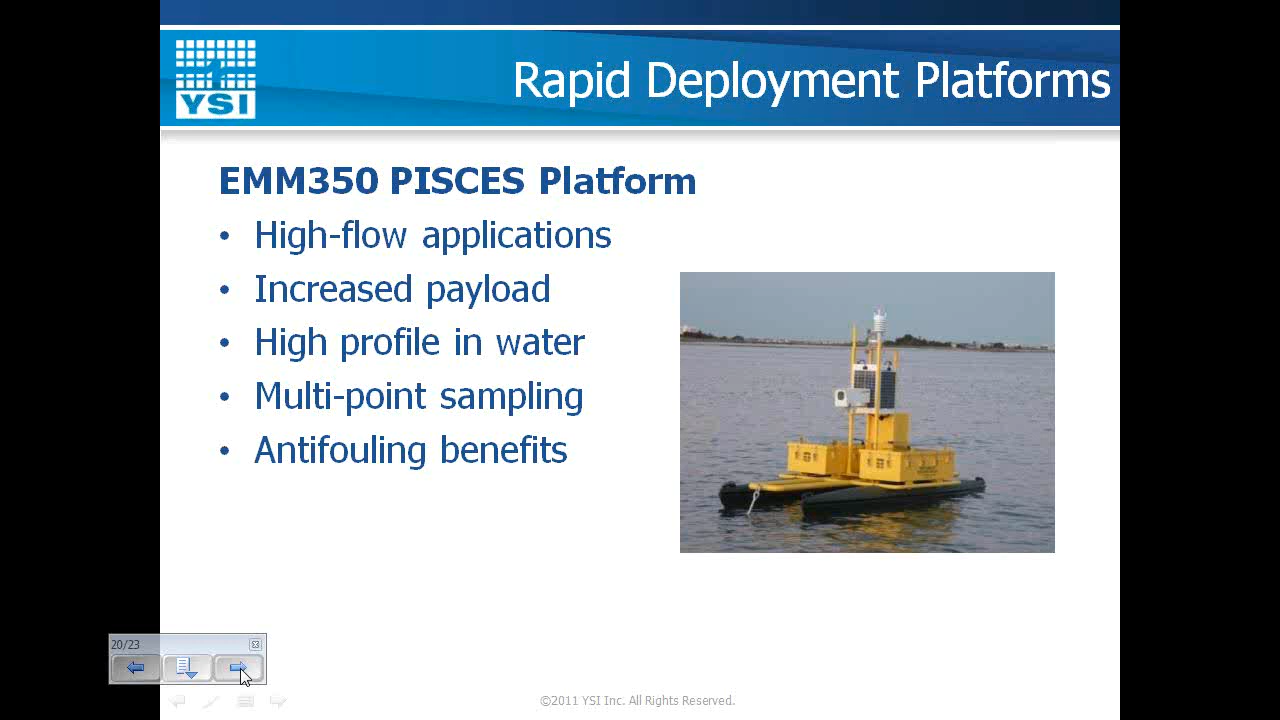 YSI
Rapid Deployment Platforms
EMM350 PISCES Platform
• High-flow applications
• Increased payload
• High profile in water
• Multi-point sampling
• Antifouling benefits
20/23
©2011 YSI Inc. All Rights Reserved.